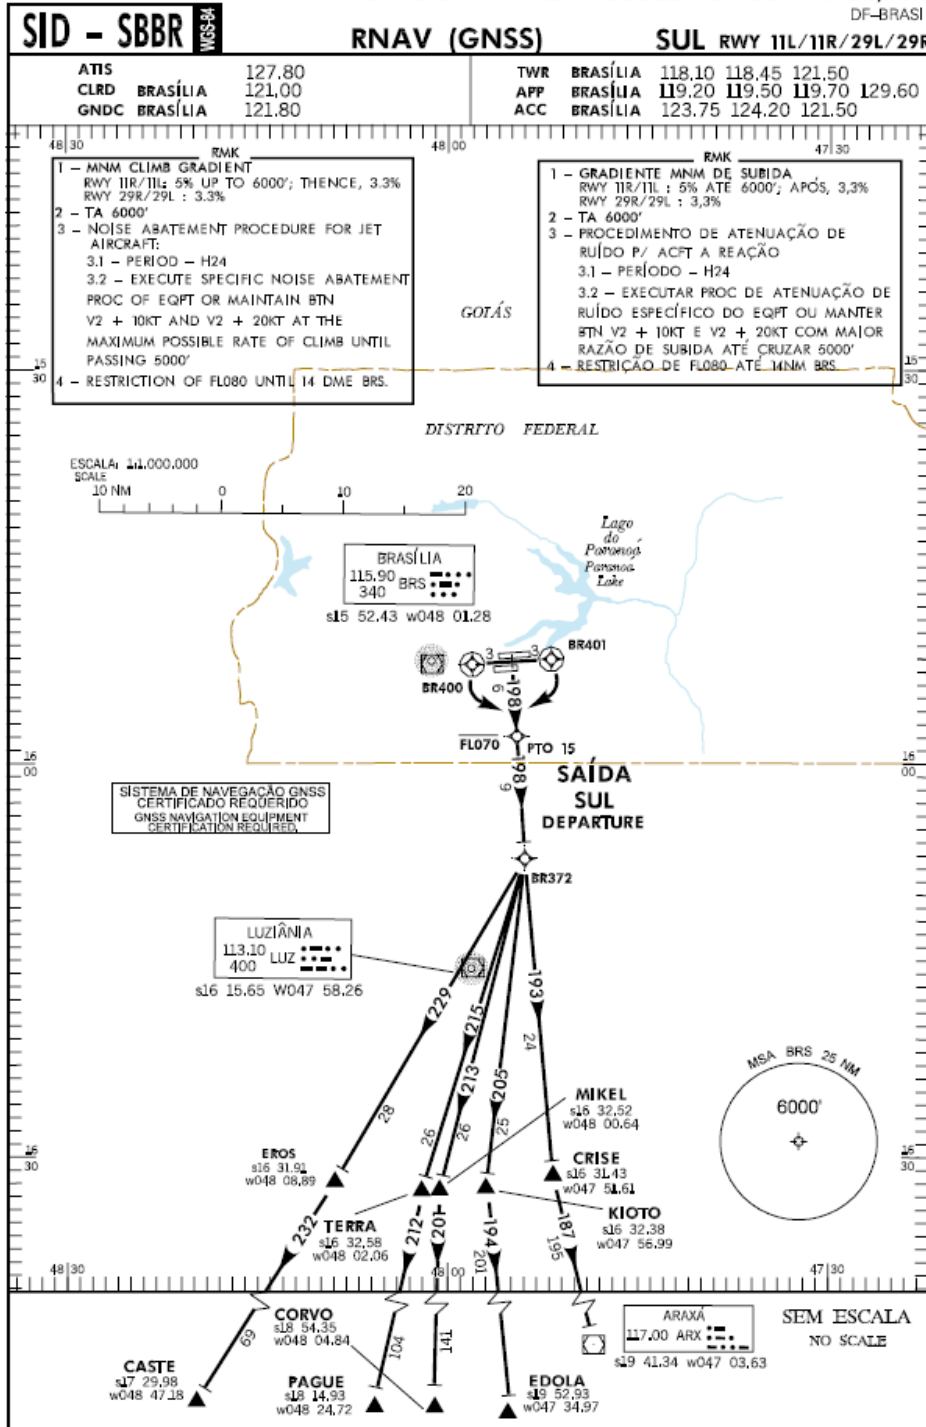 DF-BRASI
SID - SBBR WGS-84 RNAV (GNSS) SUL RWY 11L/11R/29L/29R
ATIS 127.80
CLRD BRASÍLIA 121.00
GNDC BRASÍLIA 121.80
TWR BRASÍLIA 118.10 118.45 121.50
APP BRASÍLIA 119.20 119.50 119.70 129.60
ACC BRASÍLIA 123.75 124.20 121.50
48 30
48 00
47 30
RMK
1 - MNM CLIMB GRADIENT
RWY 11R/11L: 5% UP TO 6000'; THENCE, 3.3%
RWY 29R/29L : 3.3%
2 - TA 6000'
3 - NOISE ABATEMENT PROCEDURE FOR JET
AIRCRAFT:
3.1 - PERIOD - H24
3.2 - EXECUTE SPECIFIC NOISE ABATEMENT
PROC OF EQPT OR MAINTAIN BTN
V2 + 10KT AND V2 + 20KT AT THE
MAXIMUM POSSIBLE RATE OF CLIMB UNTIL
PASSING 5000'
4 - RESTRICTION OF FL080 UNTIL 14 DME BRS.
RMK
1 - GRADIENTE MNM DE SUBIDA
RWY 11R/11L : 5% ATÉ 6000'; APÓS, 3,3%
RWY 29R/29L : 3,3%
2 - TA 6000'
3 - PROCEDIMENTO DE ATENUAÇÃO DE
RUÍDO P/ ACFT A REAÇÃO
3.1 - PERÍODO - H24
3.2 - EXECUTAR PROC DE ATENUAÇÃO DE
RUÍDO ESPECÍFICO DO EQPT OU MANTER
BTN V2 + 10KT E V2 + 20KT COM MAIOR
RAZÃO DE SUBIDA ATÉ CRUZAR 5000'
4 - RESTRIÇÃO DE FL080 ATÉ 14NM BRS.
GOIÁS
15
30
15
30
DISTRITO FEDERAL
ESCALA: 1:1.000.000
SCALE
10 NM 0 10 20
Lago
do
Paranoá
Paranoá
Lake
BRASÍLIA
115.90 BRS
340
s15 52.43 w048 01.28
BR401
3 3
BR400
6
198
FL070 PTO 15
16
00
16
00
198
9
SAÍDA
SUL
DEPARTURE
SISTEMA DE NAVEGAÇÃO GNSS
CERTIFICADO REQUERIDO
GNSS NAVIGATION EQUIPMENT
CERTIFICATION REQUIRED.
BR372
LUZIÂNIA
113.10 LUZ
400
s16 15.65 W047 58.26
229
215
213
205
193
28
26
26
25
24
MSA BRS 25 NM
6000'
MIKEL
s16 32.52
w048 00.64
EROS
s16 31.91
w048 08.89
CRISE
s16 31.43
w047 51.61
16
30
16
30
TERRA
s16 32.58
w048 02.06
KIOTO
s16 32.38
w047 56.99
232
212
201
194
201
187
195
48 30
48 00
47 30
CORVO
s18 54.35
w048 04.84
ARAXÁ
117.00 ARX
s19 41.34 w047 03.63
SEM ESCALA
NO SCALE
69
104
141
CASTE
s17 29.98
w048 47.18
PAGUE
s18 14.93
w048 24.72
EDOLA
s19 52.93
w047 34.97